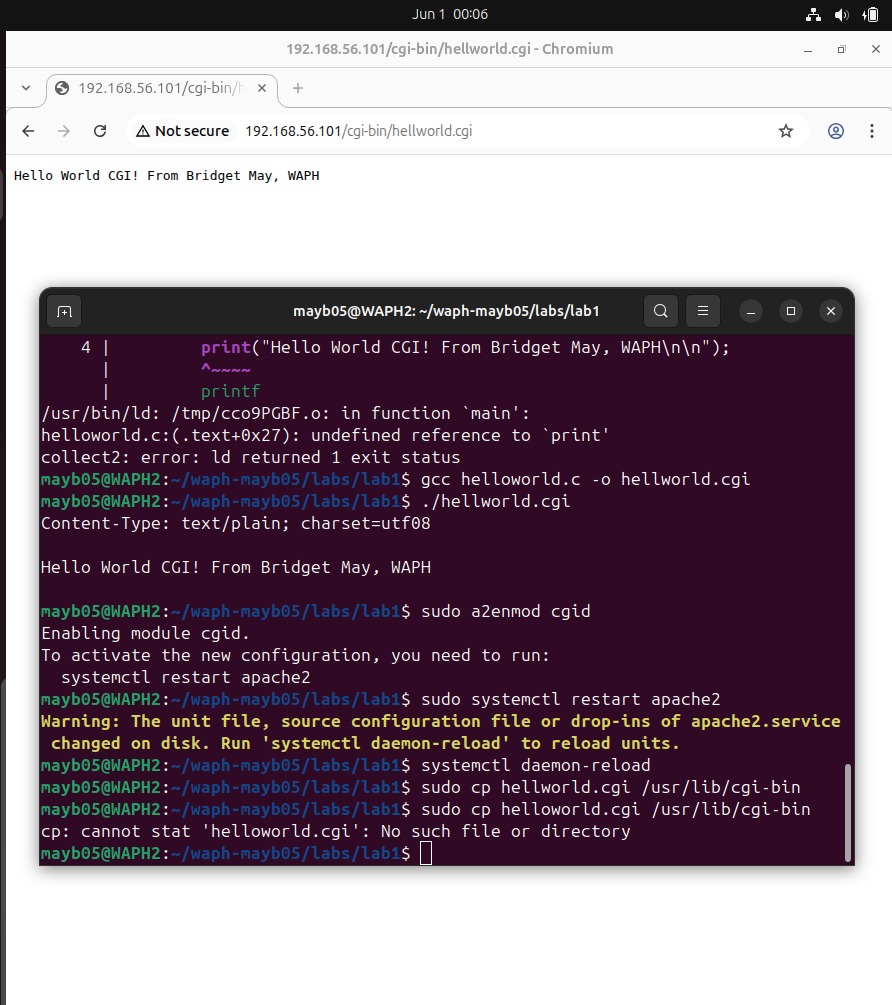 Jun 1 00:06
192.168.56.101/cgi-bin/hellworld.cgi - Chromium
192.168.56.101/cgi-bin/h
Not secure 192.168.56.101/cgi-bin/hellworld.cgi
Hello World CGI! From Bridget May, WAPH
mayb05@WAPH2: ~/waph-mayb05/labs/lab1
4 | print("Hello World CGI! From Bridget May, WAPH\n\n");
| ^~~~~
| printf
/usr/bin/ld: /tmp/cco9PGBF.o: in function `main':
helloworld.c:(.text+0x27): undefined reference to `print'
collect2: error: ld returned 1 exit status
mayb05@WAPH2:~/waph-mayb05/labs/lab1$ gcc helloworld.c -o hellworld.cgi
mayb05@WAPH2:~/waph-mayb05/labs/lab1$ ./hellworld.cgi
Content-Type: text/plain; charset=utf08
Hello World CGI! From Bridget May, WAPH
mayb05@WAPH2:~/waph-mayb05/labs/lab1$ sudo a2enmod cgid
Enabling module cgid.
To activate the new configuration, you need to run:
systemctl restart apache2
mayb05@WAPH2:~/waph-mayb05/labs/lab1$ sudo systemctl restart apache2
Warning: The unit file, source configuration file or drop-ins of apache2.service
changed on disk. Run 'systemctl daemon-reload' to reload units.
mayb05@WAPH2:~/waph-mayb05/labs/lab1$ systemctl daemon-reload
mayb05@WAPH2:~/waph-mayb05/labs/lab1$ sudo cp hellworld.cgi /usr/lib/cgi-bin
mayb05@WAPH2:~/waph-mayb05/labs/lab1$ sudo cp helloworld.cgi /usr/lib/cgi-bin
cp: cannot stat 'helloworld.cgi': No such file or directory
mayb05@WAPH2:~/waph-mayb05/labs/lab1$